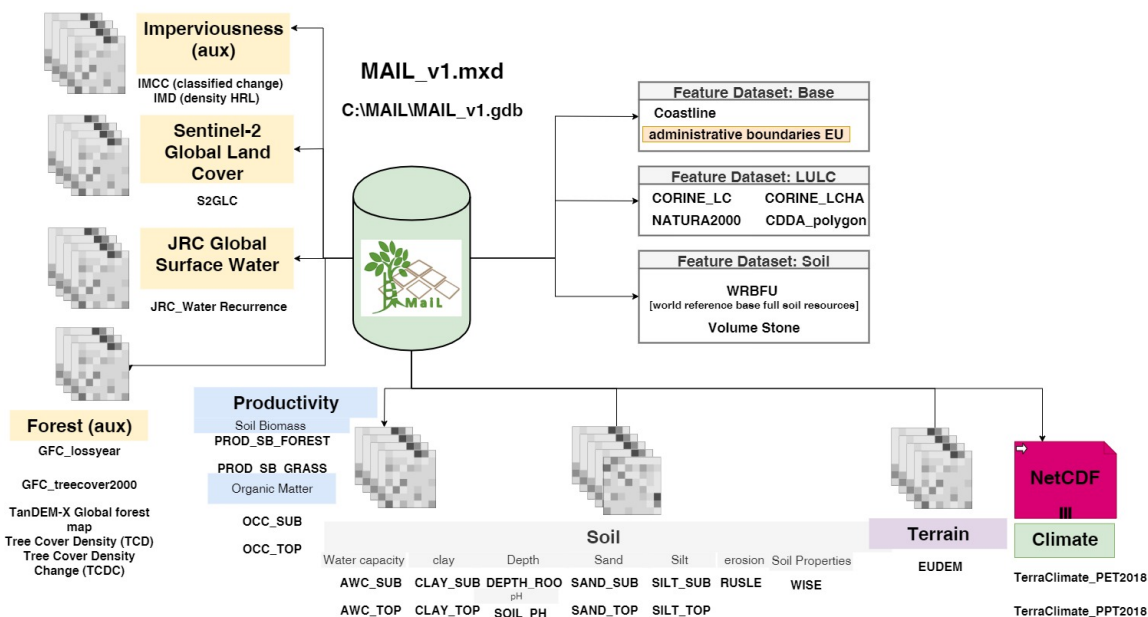 Imperviousness
(aux)
IMCC (classified change)
IMD (density HRL)
Sentinel-2
Global Land
Cover
S2GLC
JRC Global
Surface Water
JRC_Water Recurrence
Forest (aux)
GFC_lossyear
GFC_treecover2000
TanDEM-X Global forest
map
Tree Cover Density (TCD)
Tree Cover Density
Change (TCDC)
MAIL_v1.mxd
C:\MAIL\MAIL_v1.gdb
MaiL
Feature Dataset: Base
Coastline
administrative boundaries EU
Feature Dataset: LULC
CORINE_LC CORINE_LCHA
NATURA2000 CDDA_polygon
Feature Dataset: Soil
WRBFU
[world reference base full soil resources]
Volume Stone
Productivity
Soil Biomass
PROD_SB_FOREST
PROD_SB_GRASS
Organic Matter
OCC_SUB
OCC_TOP
Soil
Water capacity clay Depth Sand Silt erosion Soil Properties
AWC_SUB CLAY_SUB DEPTH_ROO SAND_SUB SILT_SUB RUSLE WISE
pH
AWC_TOP CLAY_TOP SOIL_PH SAND_TOP SILT_TOP
Terrain
EUDEM
NetCDF
Climate
TerraClimate_PET2018
TerraClimate_PPT2018